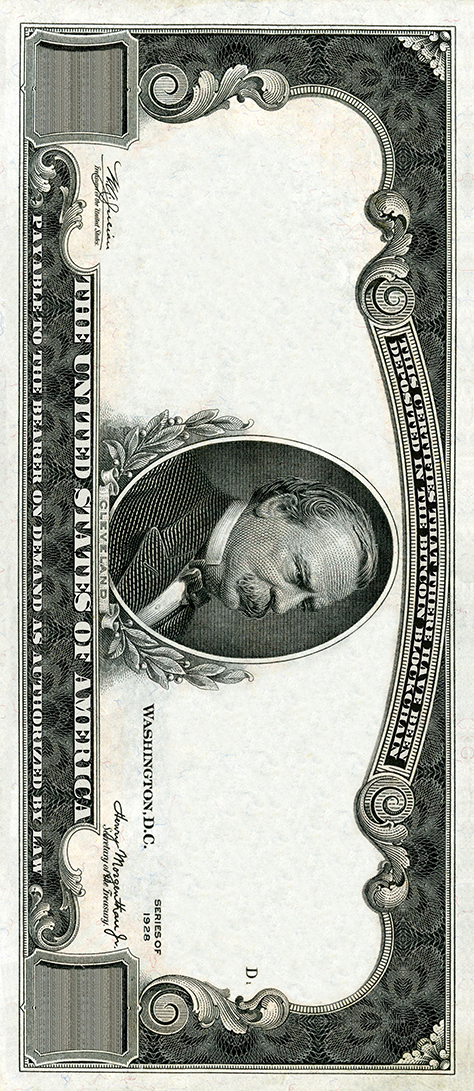 THIS CERTIFIES THAT THERE HAVE BEEN
DEPOSITED IN THE BITCOIN BLOCKCHAIN
D1
SERIES OF
1928
WASHINGTON, D.C.
W. A. Julian
Treasurer of the United States.
Henry Morgenthau Jr.
Secretary of the Treasury.
CLEVELAND
THE UNITED STATES OF AMERICA
PAYABLE TO THE BEARER ON DEMAND AS AUTHORIZED BY LAW